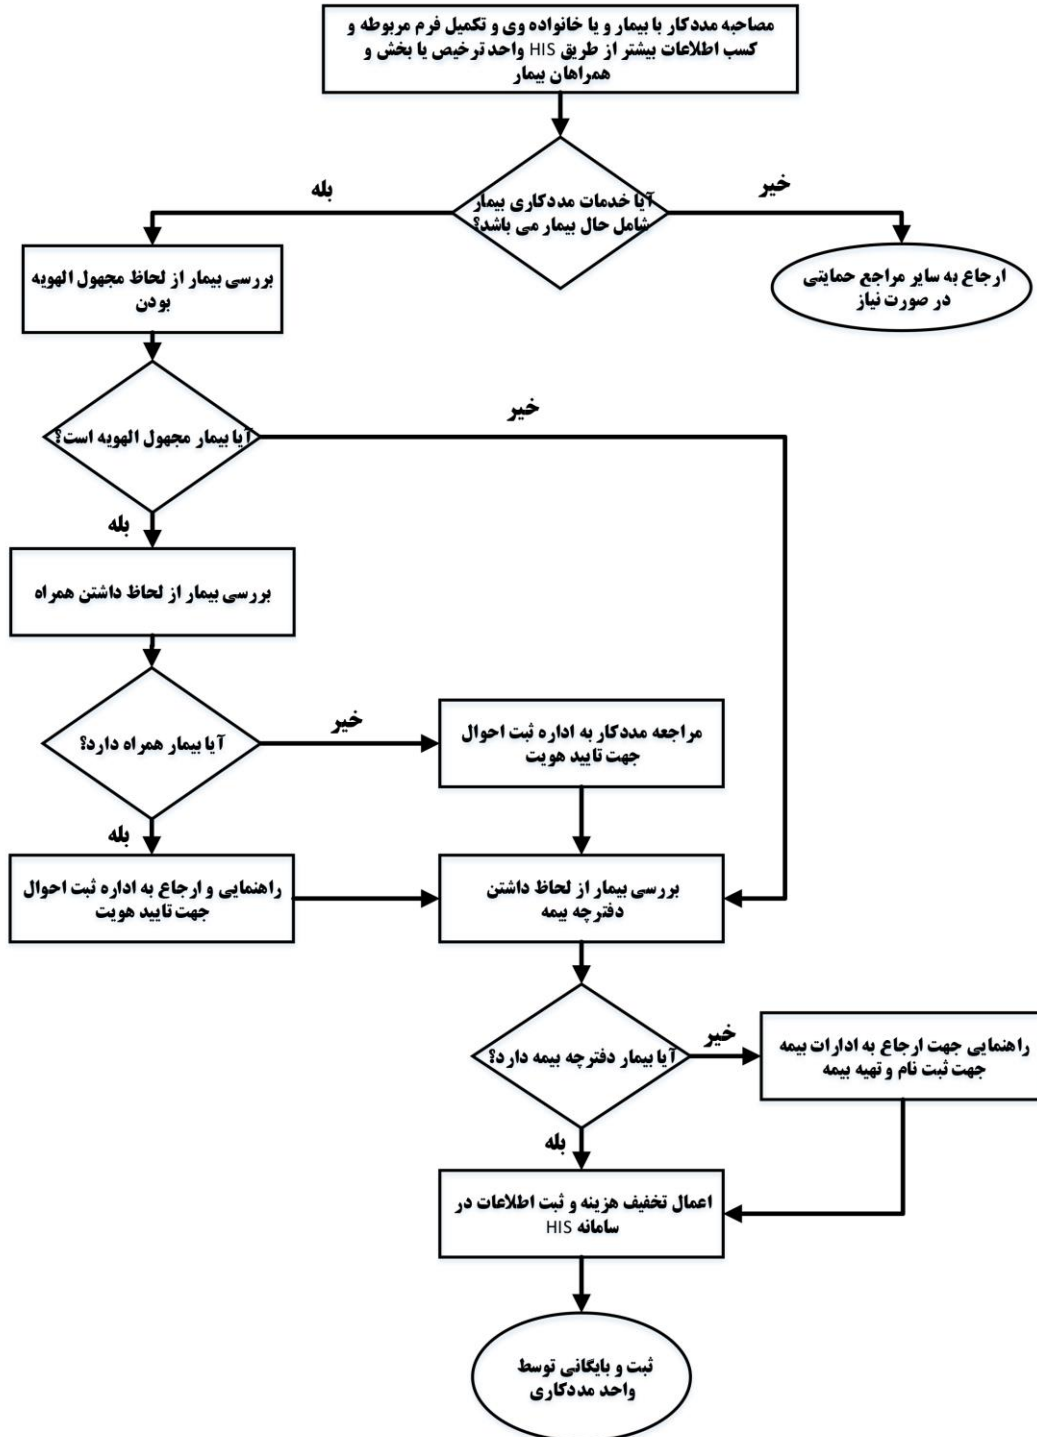 مصاحبه مددکار با بیمار و یا خانواده وی و تکمیل فرم مربوطه و
کسب اطلاعات بیشتر از طریق HIS واحد ترخیص یا بخش و
همراهان بیمار
خیر
بله
آیا خدمات مددکاری بیمار
شامل حال بیمار می باشد؟
ارجاع به سایر مراجع حمایتی
در صورت نیاز
بررسی بیمار از لحاظ مجهول الهویه
بودن
خیر
آیا بیمار مجهول الهویه است؟
بله
بررسی بیمار از لحاظ داشتن همراه
خیر
آیا بیمار همراه دارد؟
مراجعه مددکار به اداره ثبت احوال
جهت تایید هویت
بله
راهنمایی و ارجاع به اداره ثبت احوال
جهت تایید هویت
بررسی بیمار از لحاظ داشتن
دفترچه بیمه
خیر
آیا بیمار دفترچه بیمه دارد؟
راهنمایی جهت ارجاع به ادارات بیمه
جهت ثبت نام و تهیه بیمه
بله
اعمال تخفیف هزینه و ثبت اطلاعات در
سامانه HIS
ثبت و بایگانی توسط
واحد مددکاری